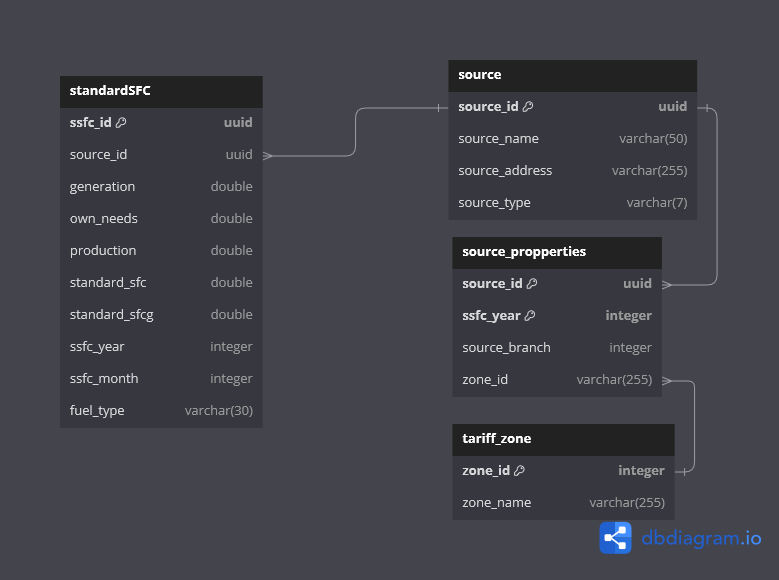 standardSFC
ssfc_id uuid
source_id uuid
generation double
own_needs double
production double
standard_sfc double
standard_sfcg double
ssfc_year integer
ssfc_month integer
fuel_type varchar(30)
source
source_id uuid
source_name varchar(50)
source_address varchar(255)
source_type varchar(7)
source_propperties
source_id uuid
ssfc_year integer
source_branch integer
zone_id varchar(255)
tariff_zone
zone_id integer
zone_name varchar(255)
dbdiagram.io